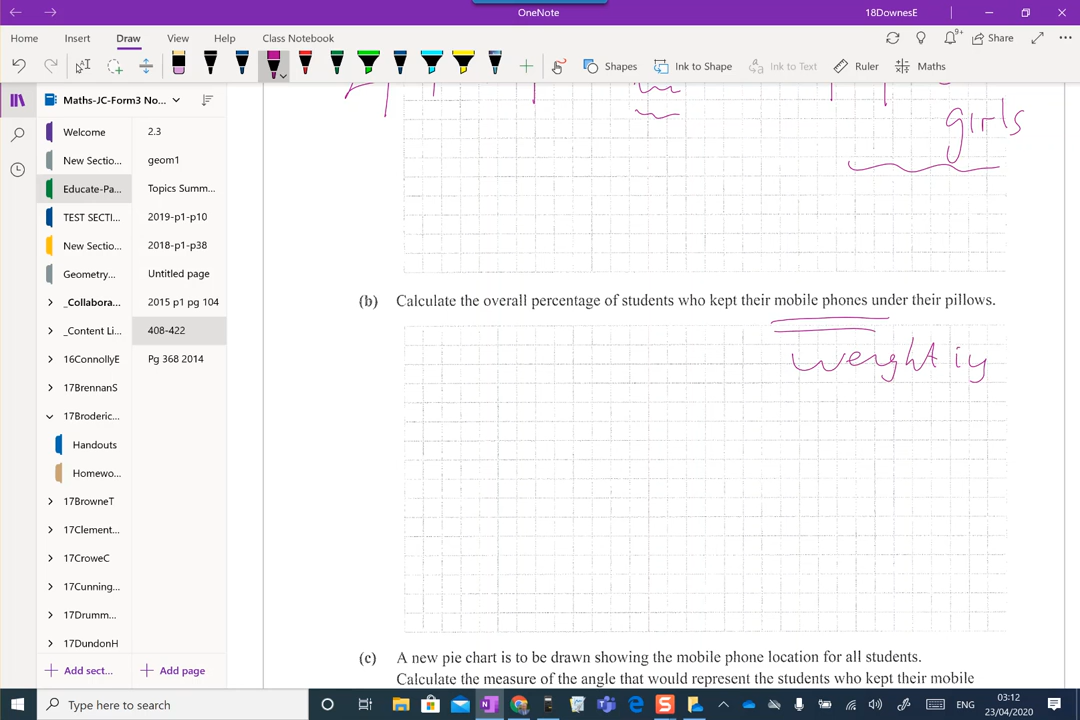 OneNote
18DownesE
Home Insert Draw View Help Class Notebook
9+ Share
Shapes Ink to Shape Ink to Text Ruler Maths
Maths-JC-Form3 No...
Welcome
New Sectio...
Educate-Pa...
TEST SECTI...
New Sectio...
Geometry...
_Collabora...
_Content Li...
16ConnollyE
17BrennanS
17Broderic...
Handouts
Homewo...
17BrowneT
17Clement...
17CroweC
17Cunning...
17Drumm...
17DundonH
Add sect...
2.3
geom1
Topics Summ...
2019-p1-p10
2018-p1-p38
Untitled page
2015 p1 pg 104
408-422
Pg 368 2014
Add page
girls
(b) Calculate the overall percentage of students who kept their mobile phones under their pillows.
(c) A new pie chart is to be drawn showing the mobile phone location for all students.
Calculate the measure of the angle that would represent the students who kept their mobile
Type here to search
ENG
03:12
23/04/2020